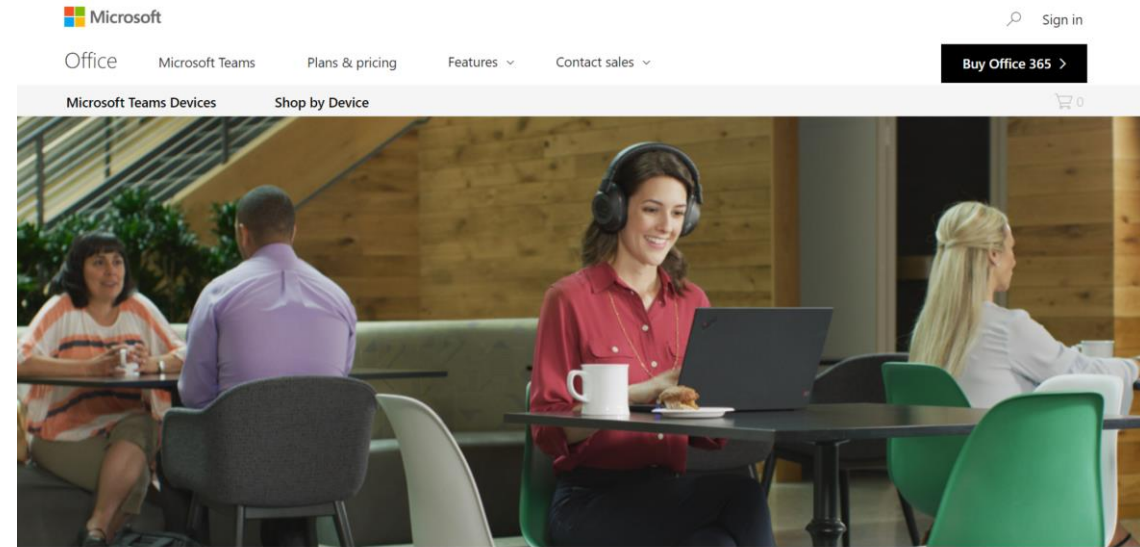 Microsoft
Sign in
Office
Microsoft Teams
Plans & pricing
Features
Contact sales
Buy Office 365
Microsoft Teams Devices
Shop by Device
0